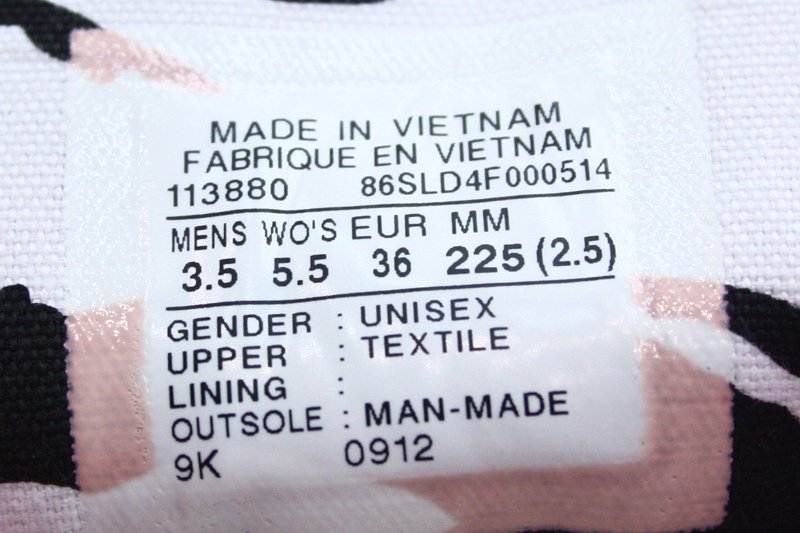 MADE IN VIETNAM
FABRIQUE EN VIETNAM
113880 86SLD4F000514
MENS WO'S EUR MM
3.5 5.5 36 225 (2.5)
GENDER : UNISEX
UPPER : TEXTILE
LINING :
OUTSOLE : MAN-MADE
9K 0912